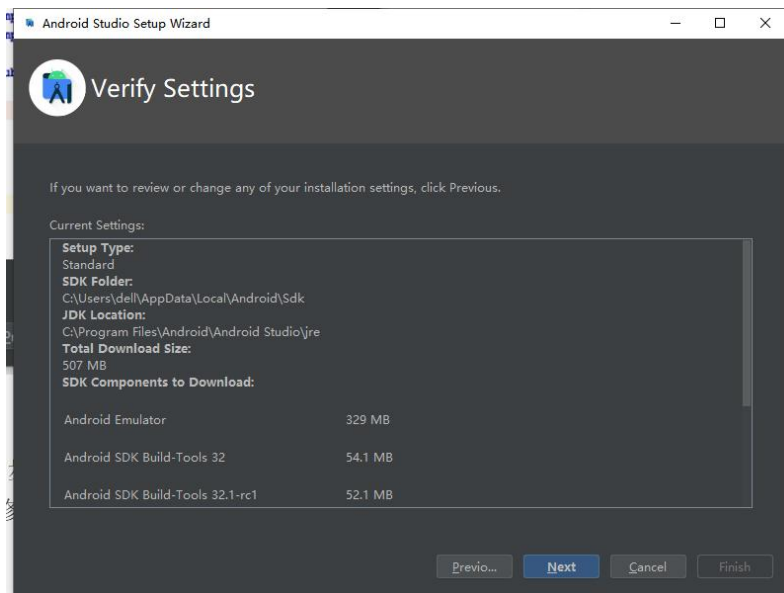 Android Studio Setup Wizard
Verify Settings
If you want to review or change any of your installation settings, click Previous.
Current Settings:
Setup Type:
Standard
SDK Folder:
C:\Users\dell\AppData\Local\Android\Sdk
JDK Location:
C:\Program Files\Android\Android Studio\jre
Total Download Size:
507 MB
SDK Components to Download:
Android Emulator 329 MB
Android SDK Build-Tools 32 54.1 MB
Android SDK Build-Tools 32.1-rc1 52.1 MB
Previo... Next Cancel Finish